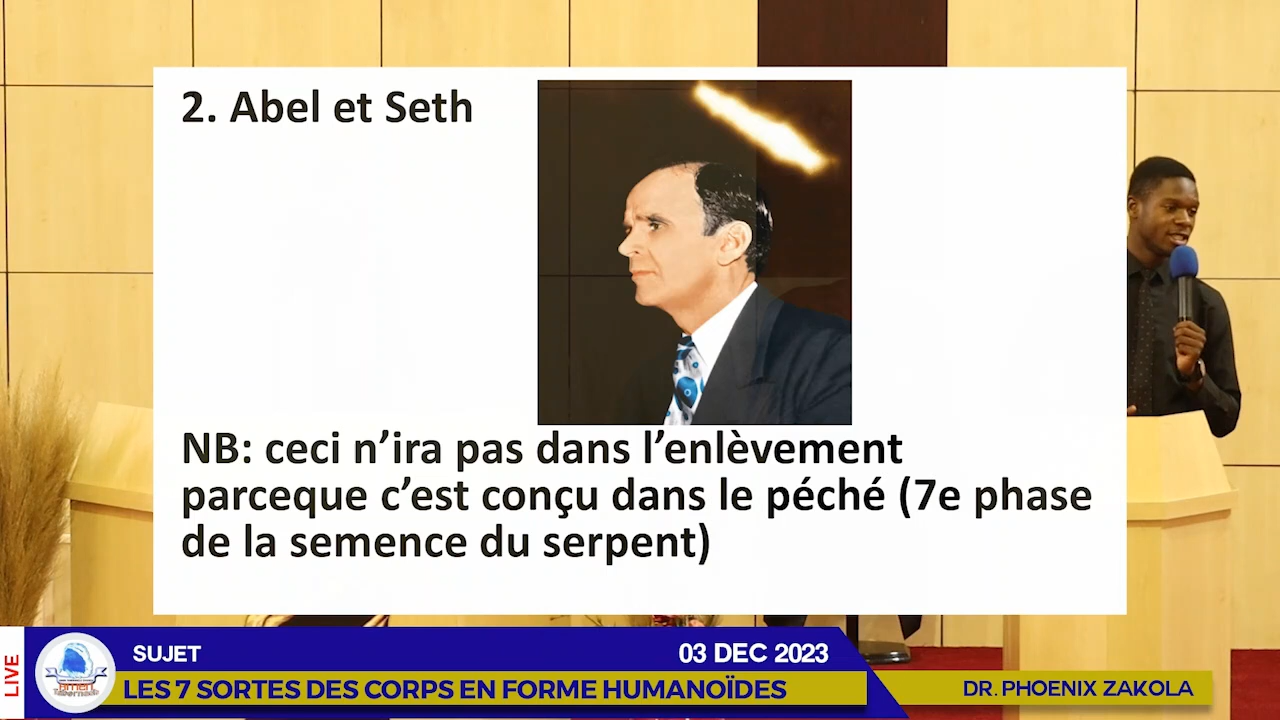 2. Abel et Seth
NB: ceci n’ira pas dans l’enlèvement
parceque c’est conçu dans le péché (7e phase
de la semence du serpent)
LIVE
SUJET
03 DEC 2023
LES 7 SORTES DES CORPS EN FORME HUMANOÏDES
DR. PHOENIX ZAKOLA